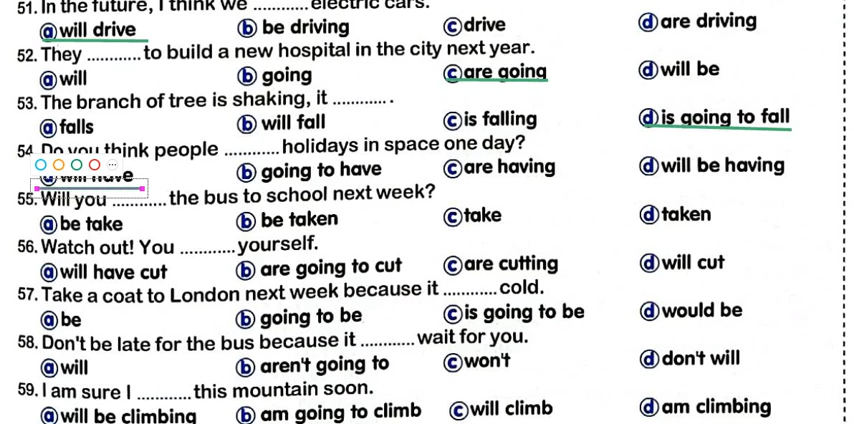 51. In the future, I think we ............ electric cars.
a will drive b be driving c drive d are driving
52. They ............ to build a new hospital in the city next year.
a will b going c are going d will be
53. The branch of tree is shaking, it ............ .
a falls b will fall c is falling d is going to fall
54. Do you think people ............ holidays in space one day?
a will have b going to have c are having d will be having
55. Will you ............ the bus to school next week?
a be take b be taken c take d taken
56. Watch out! You ............ yourself.
a will have cut b are going to cut c are cutting d will cut
57. Take a coat to London next week because it ............ cold.
a be b going to be c is going to be d would be
58. Don't be late for the bus because it ............ wait for you.
a will b aren't going to c won't d don't will
59. I am sure I ............ this mountain soon.
a will be climbing b am going to climb c will climb d am climbing